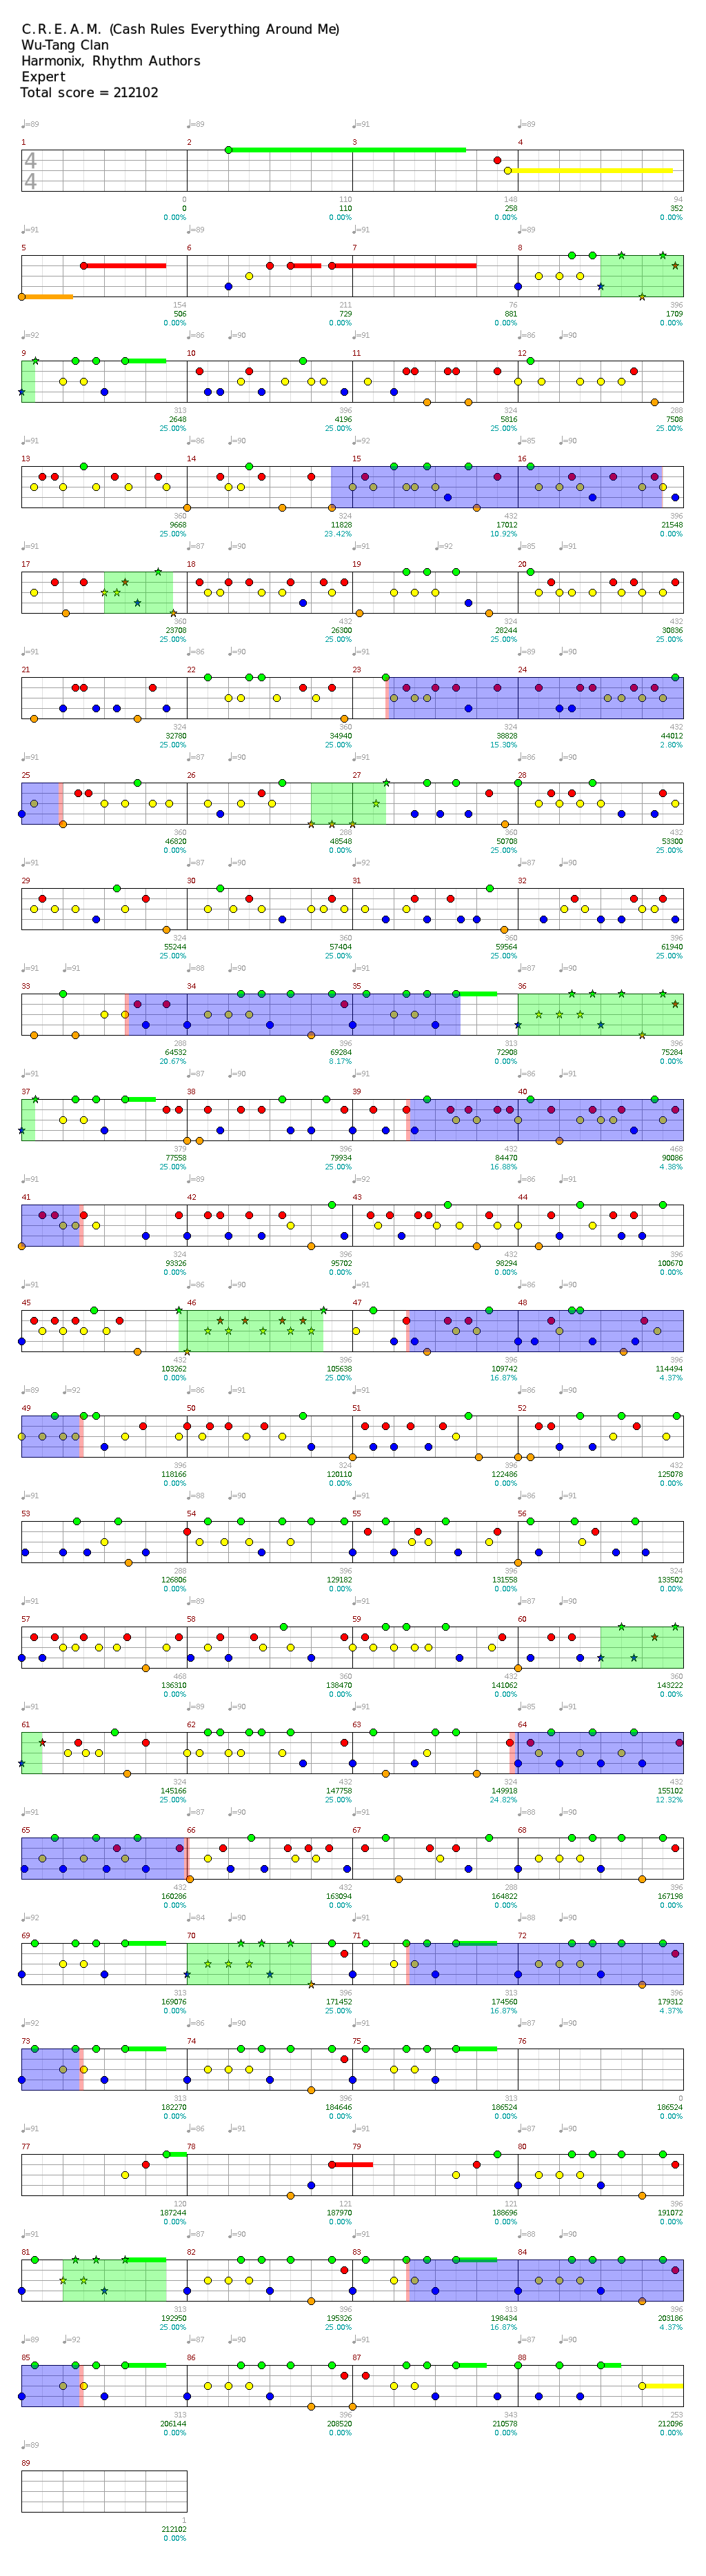 C.R.E.A.M. (Cash Rules Everything Around Me)
Wu-Tang Clan
Harmonix, Rhythm Authors
Expert
Total score = 212102
♩=89 ♩=89 ♩=91 ♩=89
1 2 3 4
4
4
0 110 148 94
0 110 258 352
0.00% 0.00% 0.00% 0.00%
♩=91 ♩=89 ♩=91 ♩=89
5 6 7 8
154 211 76 396
506 729 881 1709
0.00% 0.00% 0.00% 0.00%
♩=92 ♩=86 ♩=90 ♩=91
9 10 11 12
313 396 324 288
2648 4196 5816 7508
25.00% 25.00% 25.00% 25.00%
♩=91 ♩=91 ♩=90 ♩=92 ♩=85 ♩=91
13 14 15 16
360 324 432 396
9668 11828 17012 21548
25.00% 23.42% 10.92% 0.00%
♩=91 ♩=87 ♩=90 ♩=92 ♩=91
17 18 19 20
360 432 324 432
23708 26300 28244 30836
25.00% 25.00% 25.00% 25.00%
♩=91 ♩=86 ♩=90 ♩=91 ♩=89 ♩=91
21 22 23 24
324 360 324 432
32780 34940 38828 44012
25.00% 25.00% 15.30% 2.80%
♩=91 ♩=90 ♩=91 ♩=86 ♩=90
25 26 27 28
360 288 360 432
46820 48548 50708 53300
0.00% 0.00% 25.00% 25.00%
♩=91 ♩=87 ♩=90 ♩=92 ♩=87 ♩=90
29 30 31 32
324 360 360 396
55244 57404 59564 61940
25.00% 25.00% 25.00% 25.00%
♩=91 ♩=91 ♩=88 ♩=90 ♩=91 ♩=87 ♩=90
33 34 35 36
288 396 313 396
64532 69284 72908 75284
20.67% 8.17% 0.00% 0.00%
♩=91 ♩=87 ♩=90 ♩=91 ♩=86 ♩=91
37 38 39 40
379 396 432 468
77558 79934 84470 90086
25.00% 25.00% 16.88% 4.38%
♩=91 ♩=89 ♩=92 ♩=86 ♩=90
41 42 43 44
324 396 432 396
93326 95702 98294 100670
0.00% 0.00% 0.00% 0.00%
♩=91 ♩=86 ♩=90 ♩=91 ♩=86 ♩=90
45 46 47 48
432 396 396 396
103262 105638 109742 114494
0.00% 25.00% 16.87% 4.37%
♩=89 ♩=92 ♩=87 ♩=90 ♩=91 ♩=86 ♩=90
49 50 51 52
396 324 396 432
118166 120110 122486 125078
0.00% 0.00% 0.00% 0.00%
♩=91 ♩=88 ♩=90 ♩=91 ♩=86 ♩=91
53 54 55 56
288 396 396 324
126806 129182 131558 133502
0.00% 0.00% 0.00% 0.00%
♩=91 ♩=86 ♩=90 ♩=91 ♩=86 ♩=90
57 58 59 60
468 360 432 360
136310 138470 141062 143222
0.00% 0.00% 0.00% 0.00%
♩=91 ♩=89 ♩=91 ♩=85 ♩=91
61 62 63 64
324 432 324 432
145166 147758 149918 155102
25.00% 25.00% 24.82% 12.32%
♩=91 ♩=87 ♩=90 ♩=91 ♩=88 ♩=90
65 66 67 68
432 432 288 396
160286 163094 164822 167198
0.00% 0.00% 0.00% 0.00%
♩=92 ♩=84 ♩=90 ♩=91 ♩=87 ♩=90
69 70 71 72
313 396 313 396
169076 171452 174560 179312
0.00% 25.00% 16.87% 4.37%
♩=92 ♩=86 ♩=90 ♩=92 ♩=87 ♩=90
73 74 75 76
313 396 313 0
182270 184646 186524 186524
0.00% 0.00% 0.00% 0.00%
♩=91 ♩=86 ♩=91 ♩=87 ♩=90
77 78 79 80
120 121 121 396
187244 187970 188696 191072
0.00% 0.00% 0.00% 0.00%
♩=91 ♩=87 ♩=90 ♩=91 ♩=88 ♩=90
81 82 83 84
313 396 313 396
192950 195326 198434 203186
25.00% 25.00% 16.87% 4.37%
♩=89 ♩=92 ♩=87 ♩=90 ♩=91 ♩=87 ♩=90
85 86 87 88
313 396 343 253
206144 208520 210578 212096
0.00% 0.00% 0.00% 0.00%
♩=89
89
1
212102
0.00%